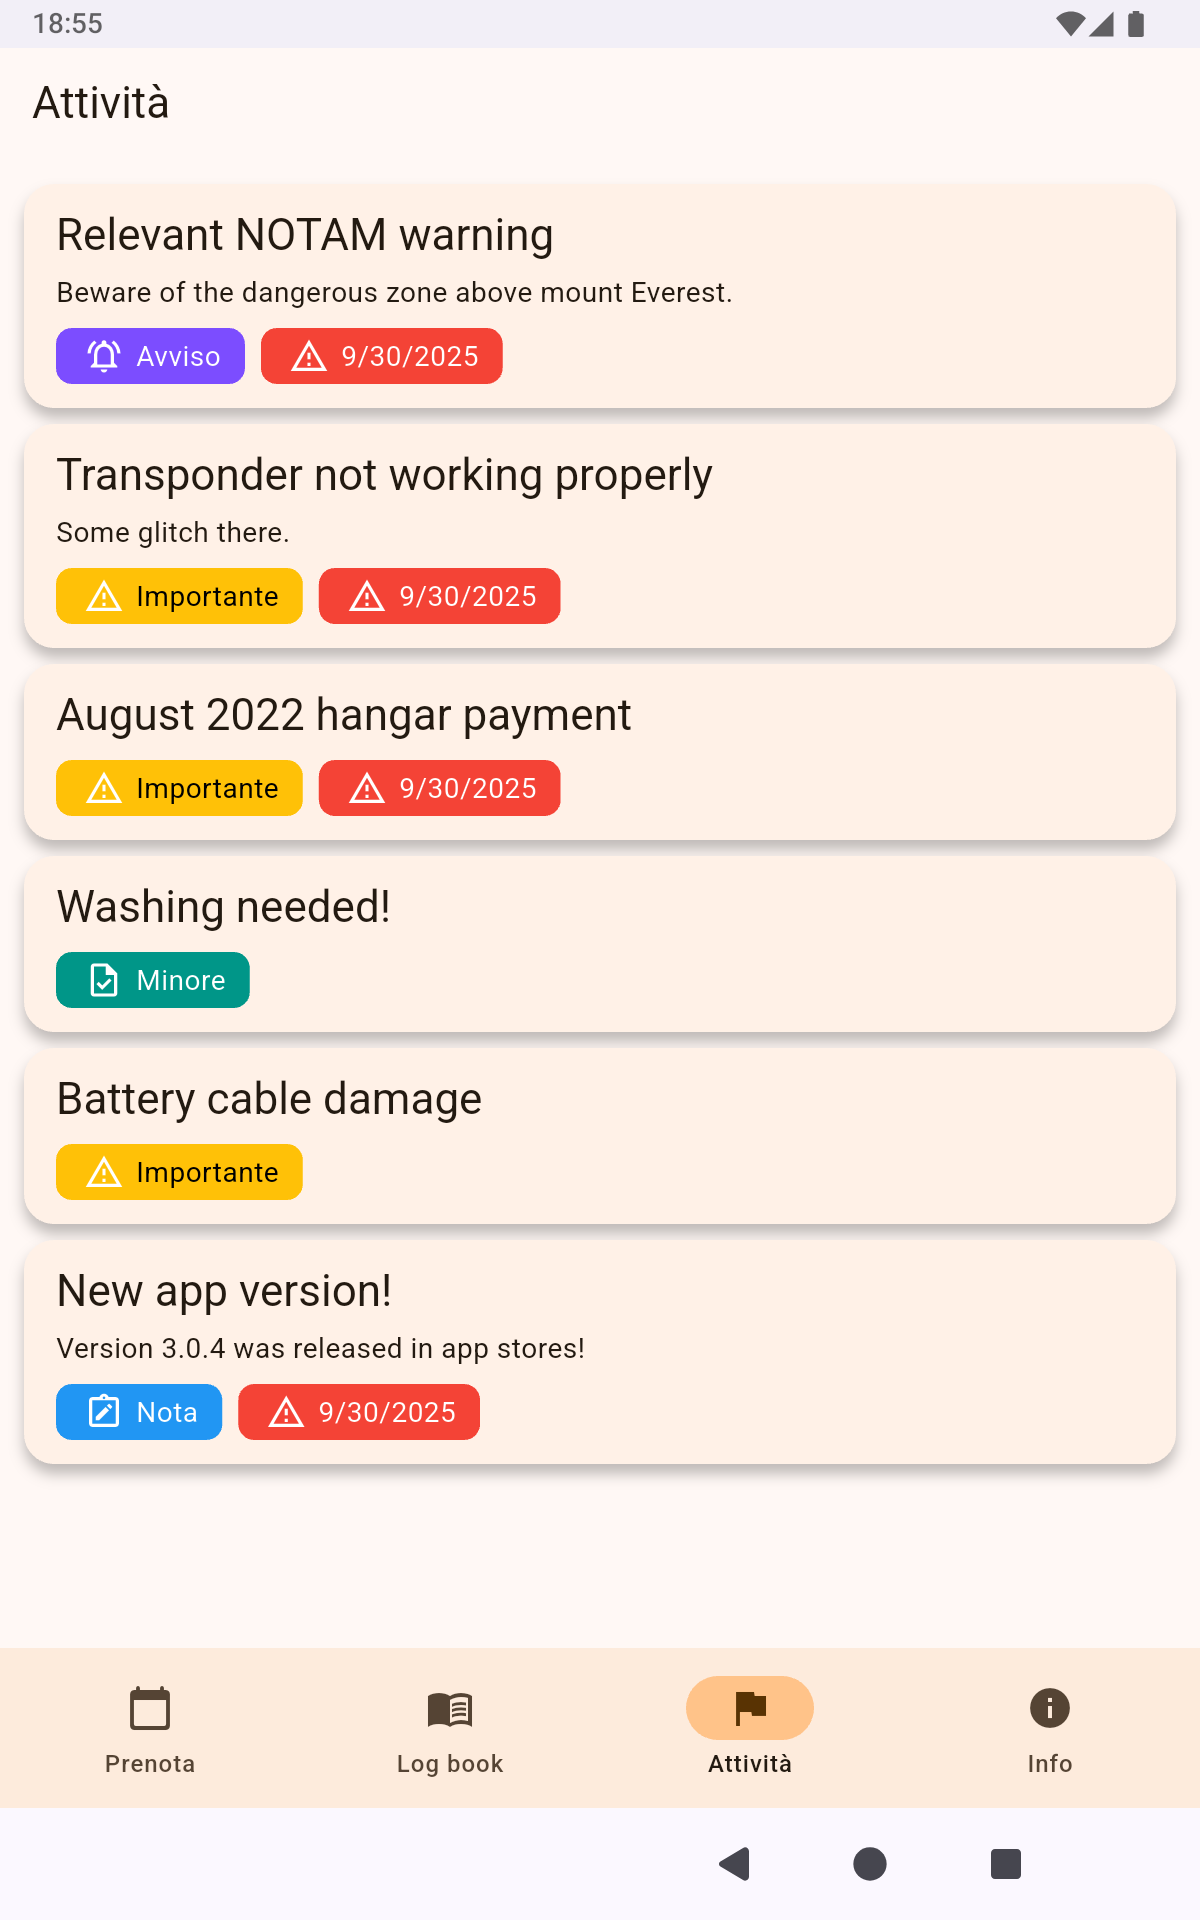 18:55
Attività
Relevant NOTAM warning
Beware of the dangerous zone above mount Everest.
Avviso 9/30/2025
Transponder not working properly
Some glitch there.
Importante 9/30/2025
August 2022 hangar payment
Importante 9/30/2025
Washing needed!
Minore
Battery cable damage
Importante
New app version!
Version 3.0.4 was released in app stores!
Nota 9/30/2025
Prenota Log book Attività Info